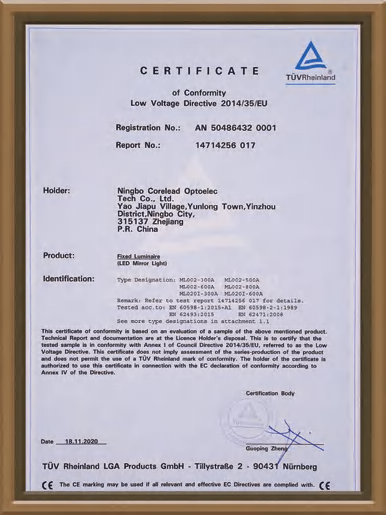 CERTIFICATE
TÜVRheinland
®
of Conformity
Low Voltage Directive 2014/35/EU
Registration No.: AN 50486432 0001
Report No.: 14714256 017
Holder: Ningbo Corelead Optoelec
Tech Co., Ltd.
Yao Jiapu Village,Yunlong Town,Yinzhou
District,Ningbo City,
315137 Zhejiang
P.R. China
Product: Fixed Luminaire
(LED Mirror Light)
Identification: Type Designation: ML002-300A ML002-500A
ML002-600A ML002-800A
ML020I-300A ML020I-600A
Remark: Refer to test report 14714256 017 for details.
Tested acc.to: EN 60598-1:2015+A1 EN 60598-2-1:1989
EN 62493:2015 EN 62471:2008
See more type designations in attachment 1.1
This certificate of conformity is based on an evaluation of a sample of the above mentioned product.
Technical Report and documentation are at the Licence Holder's disposal. This is to certify that the
tested sample is in conformity with Annex I of Council Directive 2014/35/EU, referred to as the Low
Voltage Directive. This certificate does not imply assessment of the series-production of the product
and does not permit the use of a TÜV Rheinland mark of conformity. The holder of the certificate is
authorized to use this certificate in connection with the EC declaration of conformity according to
Annex IV of the Directive.
Certification Body
Date 18.11.2020
Guoping Zheng
TÜV Rheinland LGA Products GmbH - Tillystraße 2 - 90431 Nürnberg
CE The CE marking may be used if all relevant and effective EC Directives are complied with. CE